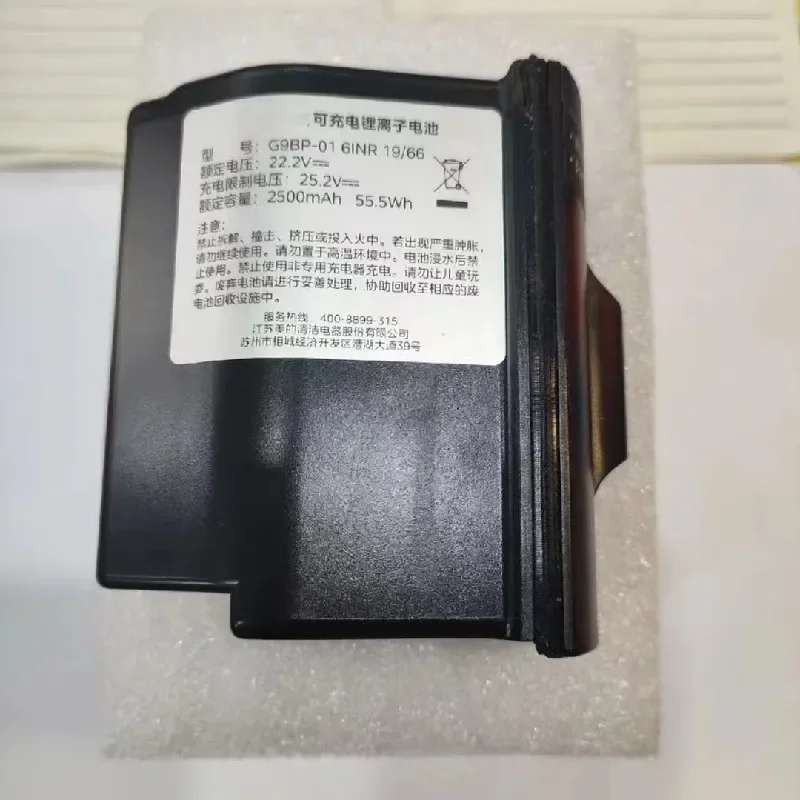 可充电锂离子电池
型 号: G9BP-01 6INR 19/66
额定电压: 22.2V⎓
充电限制电压: 25.2V⎓
额定容量: 2500mAh 55.5Wh
注意:
禁止拆解、撞击、挤压或投入火中。若出现严重肿胀,
请勿继续使用。请勿置于高温环境中。电池浸水后禁
止使用。禁止使用非专用充电器充电。请勿让儿童玩
耍。废弃电池请进行妥善处理,协助回收至相应的废
电池回收设施中。
服务热线: 400-8899-315
江苏美的清洁电器股份有限公司
苏州市相城经济开发区漕湖大道39号